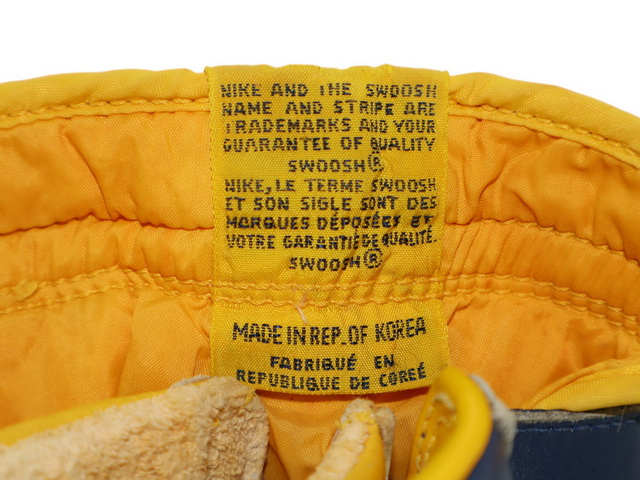 NIKE AND THE SWOOSH
NAME AND STRIPE ARE
TRADEMARKS AND YOUR
GUARANTEE OF QUALITY
SWOOSH®
NIKE, LE TERME SWOOSH
ET SON SIGLE SONT DES
MARQUES DÉPOSÉES ET
VOTRE GARANTIE DE QUALITÉ.
SWOOSH®
MADE IN REP. OF KOREA
FABRIQUÉ EN
REPUBLIQUE DE CORÉÉ